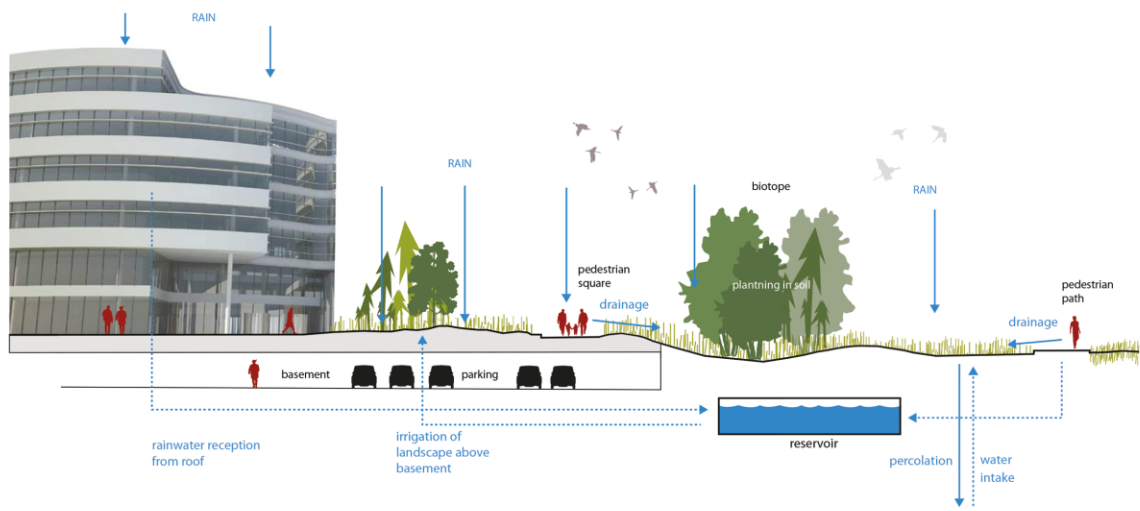 RAIN
RAIN
biotope
RAIN
pedestrian
square
drainage
plantning in soil
pedestrian
path
drainage
basement
parking
rainwater reception
from roof
irrigation of
landscape above
basement
reservoir
percolation
water
intake